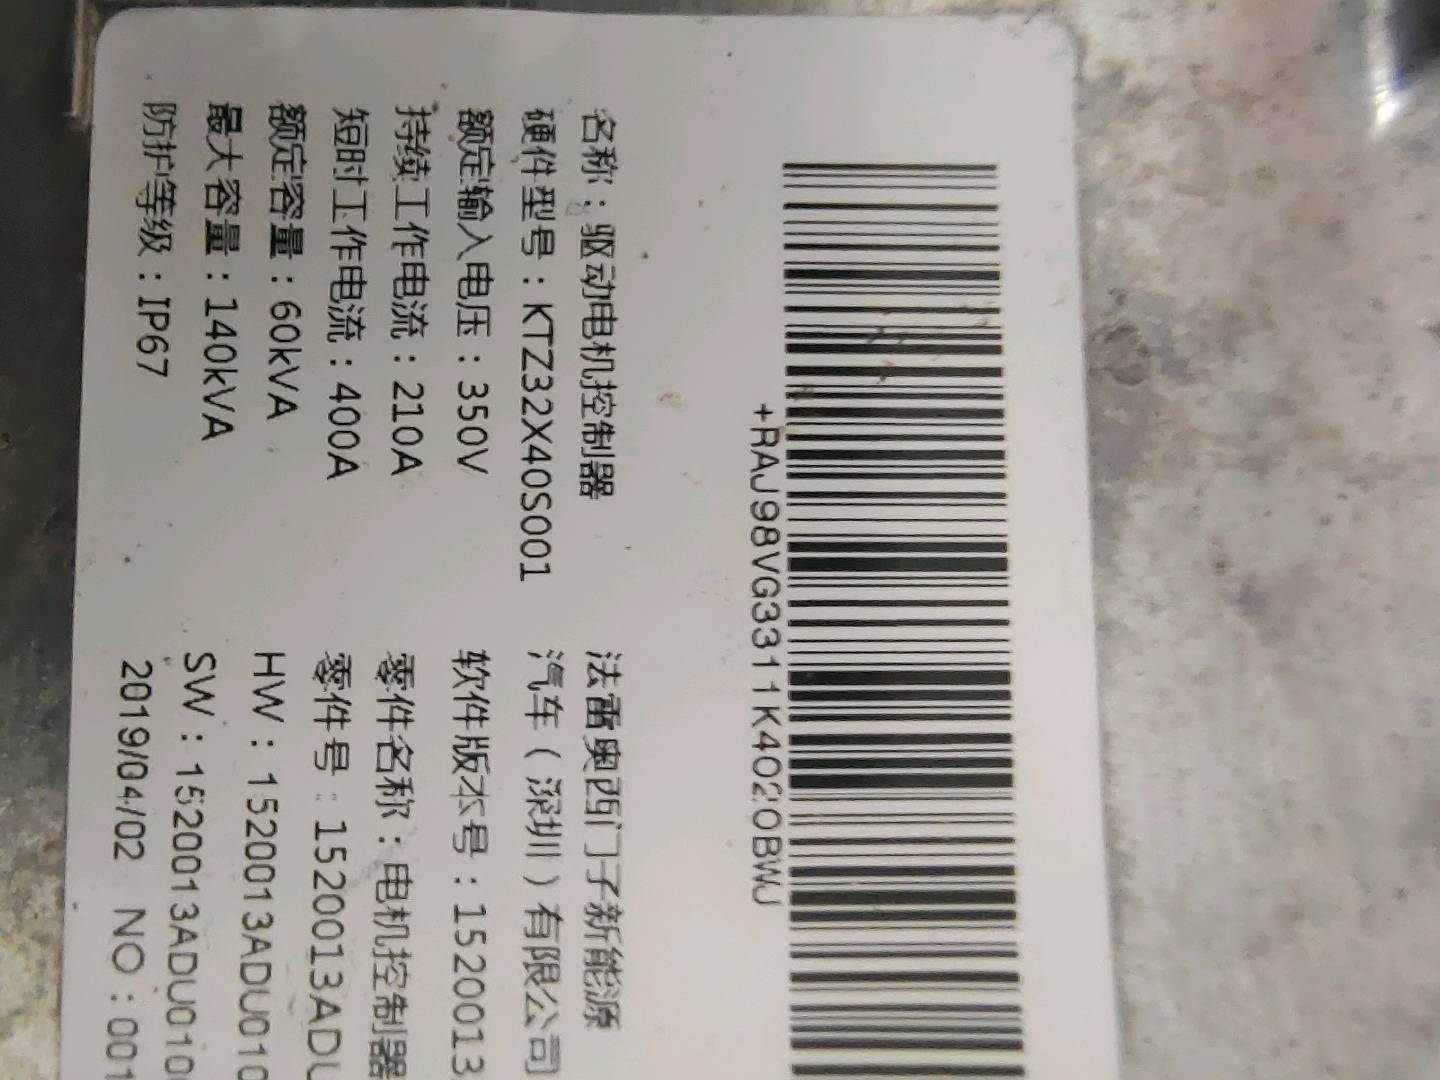 +RAJ98VG3311K4020BWJ
名称：驱动电机控制器
硬件型号：KTZ32X40S001
额定输入电压：350V
持续工作电流：210A
短时工作电流：400A
额定容量：60kVA
最大容量：140kVA
防护等级：IP67
法雷奥西门子新能源
汽车（深圳）有限公司
软件版本号：1520013
零件名称：电机控制器
零件号：1520013ADU
HW：1520013ADU010
SW：1520013ADU010
2019/04/02 NO：001